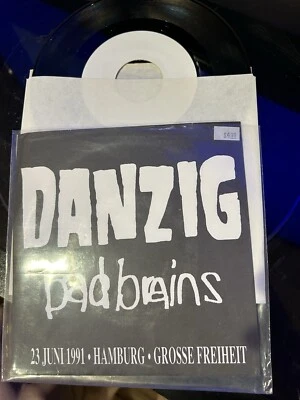 DANZIG
bad brains
23 JUNI 1991 • HAMBURG • GROSSE FREIHEIT